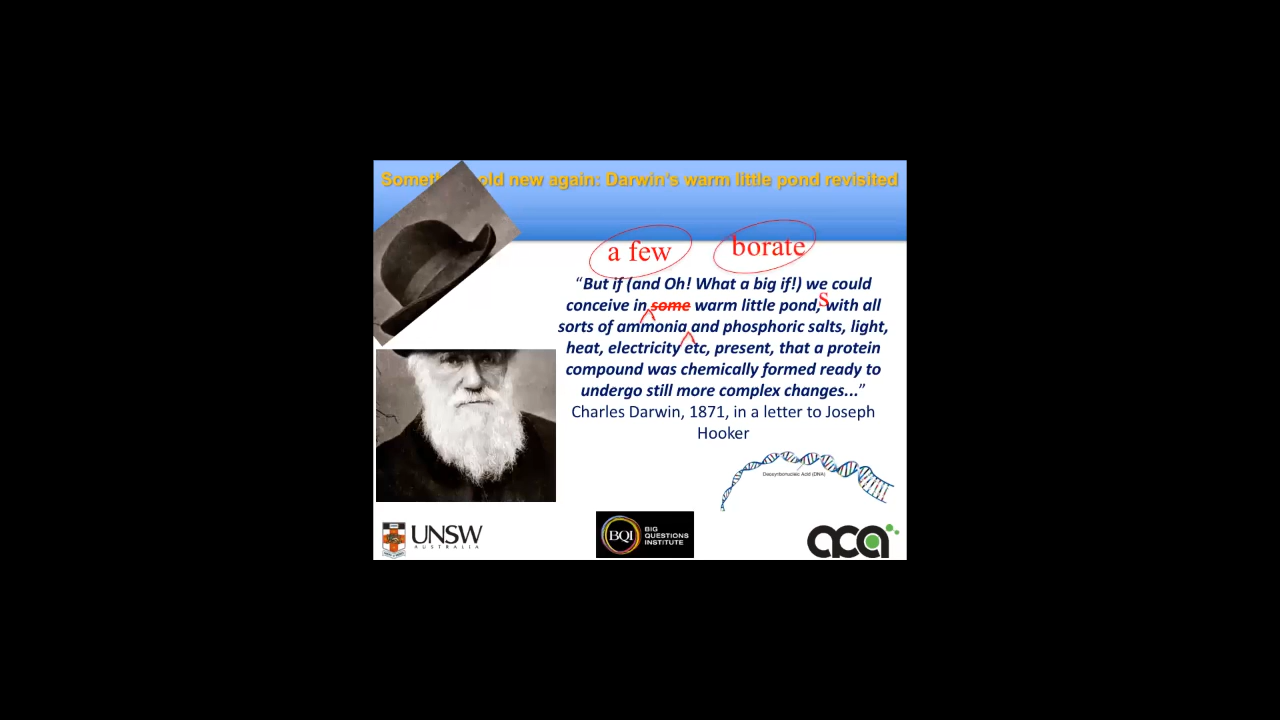 Somet old new again: Darwin's warm little pond revisited
a few
borate
“But if (and Oh! What a big if!) we could
conceive in some warm little pond, s with all
sorts of ammonia and phosphoric salts, light,
heat, electricity etc, present, that a protein
compound was chemically formed ready to
undergo still more complex changes...”
Charles Darwin, 1871, in a letter to Joseph
Hooker
Deoxyribonucleic Acid (DNA)
UNSW
AUSTRALIA
BQI
BIG
QUESTIONS
INSTITUTE
aca